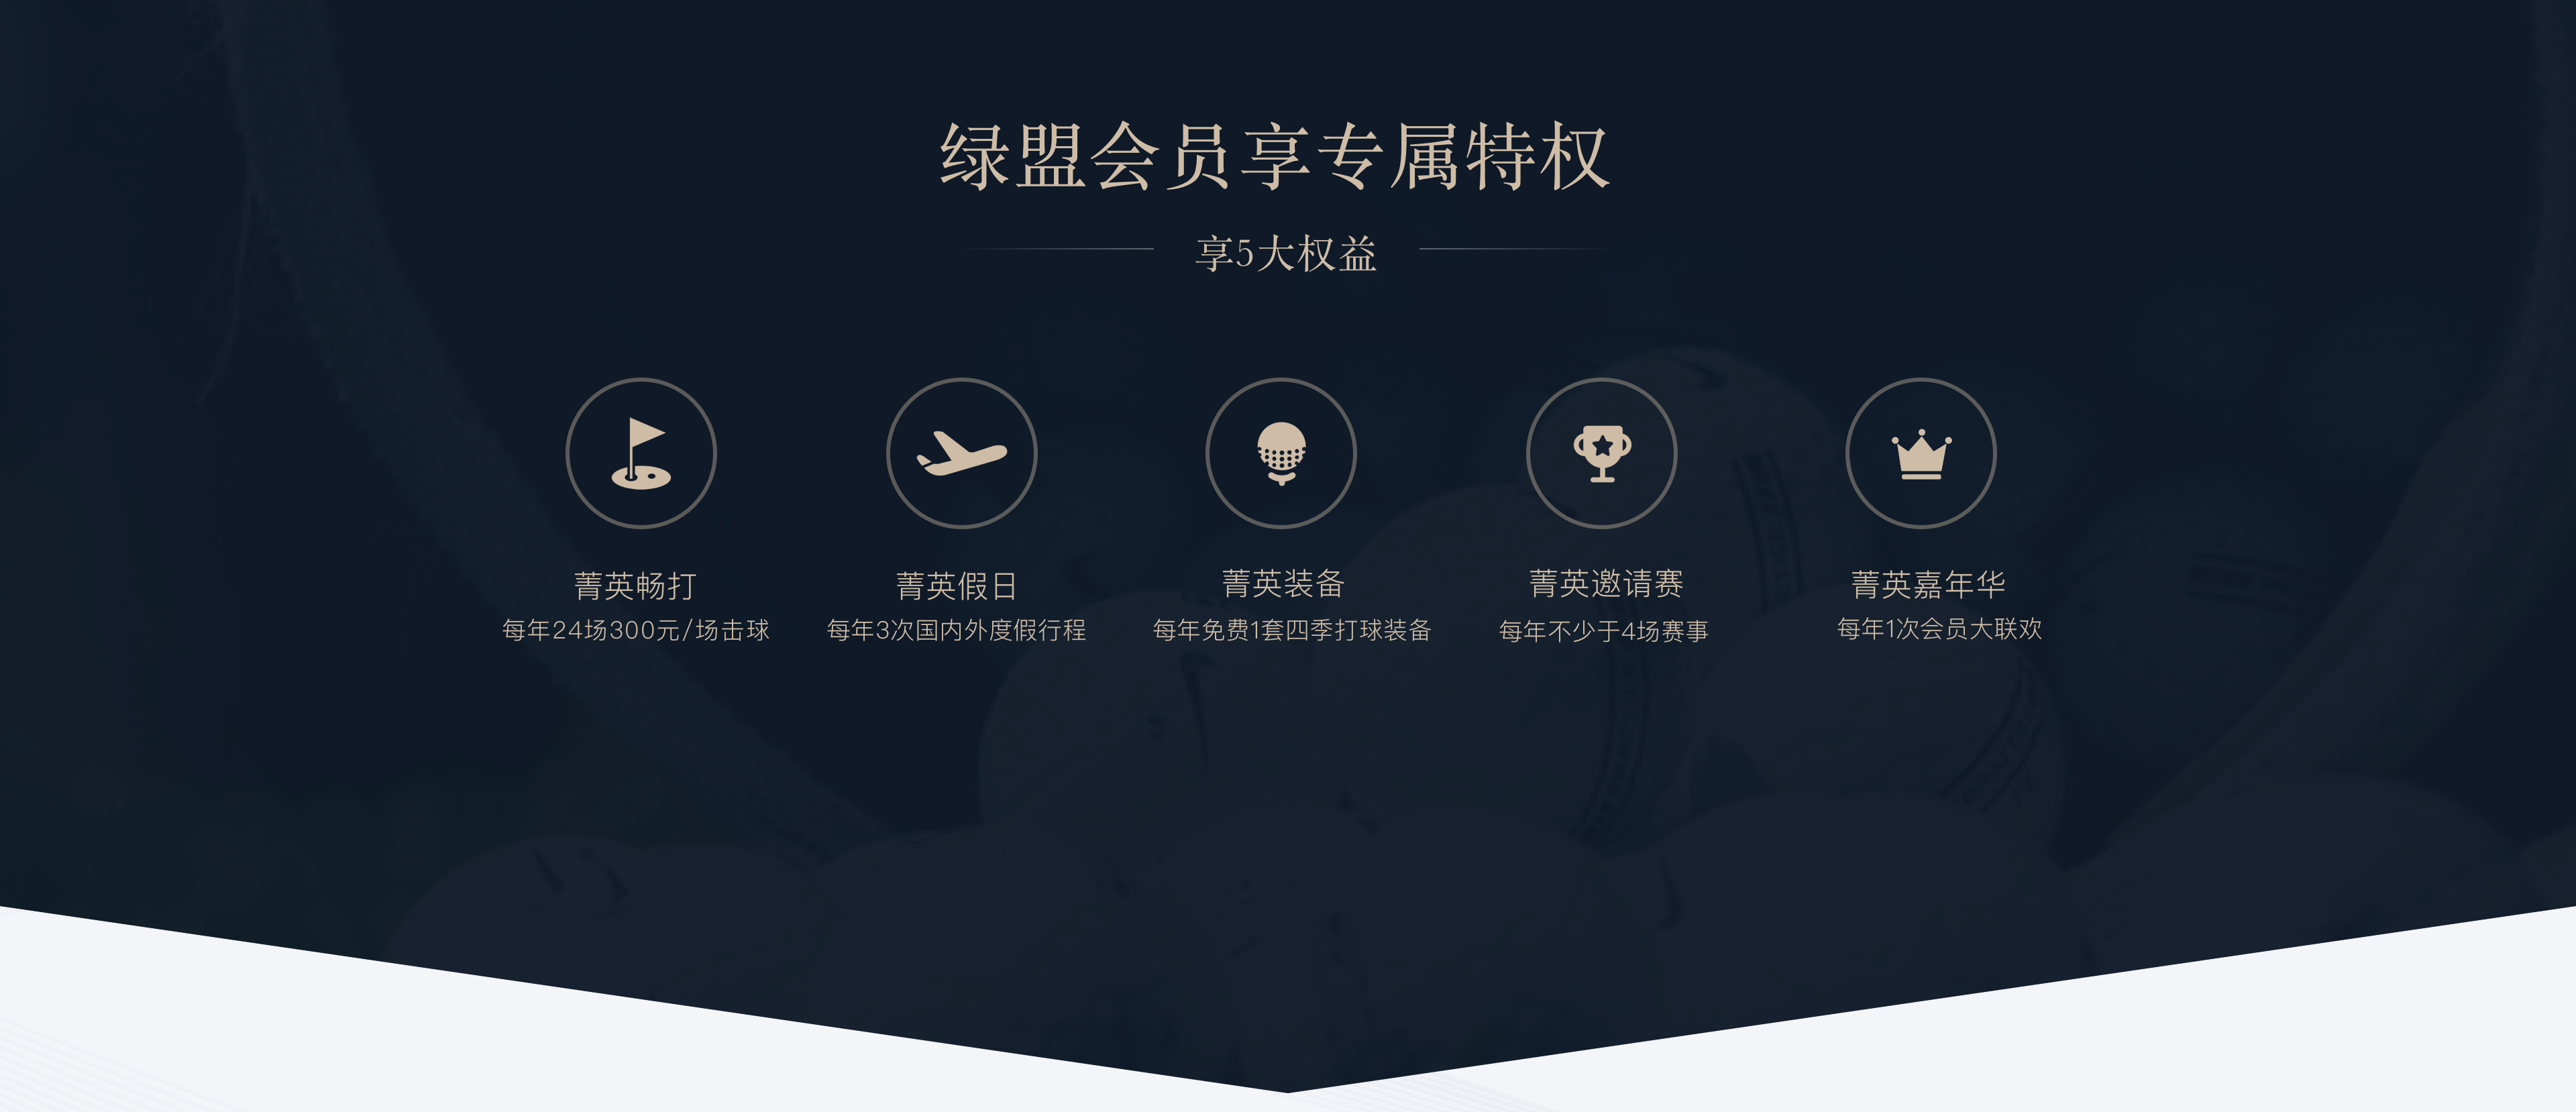 绿盟会员享专属特权
享5大权益
菁英畅打
每年24场300元/场击球
菁英假日
每年3次国内外度假行程
菁英装备
每年免费1套四季打球装备
菁英邀请赛
每年不少于4场赛事
菁英嘉年华
每年1次会员大联欢